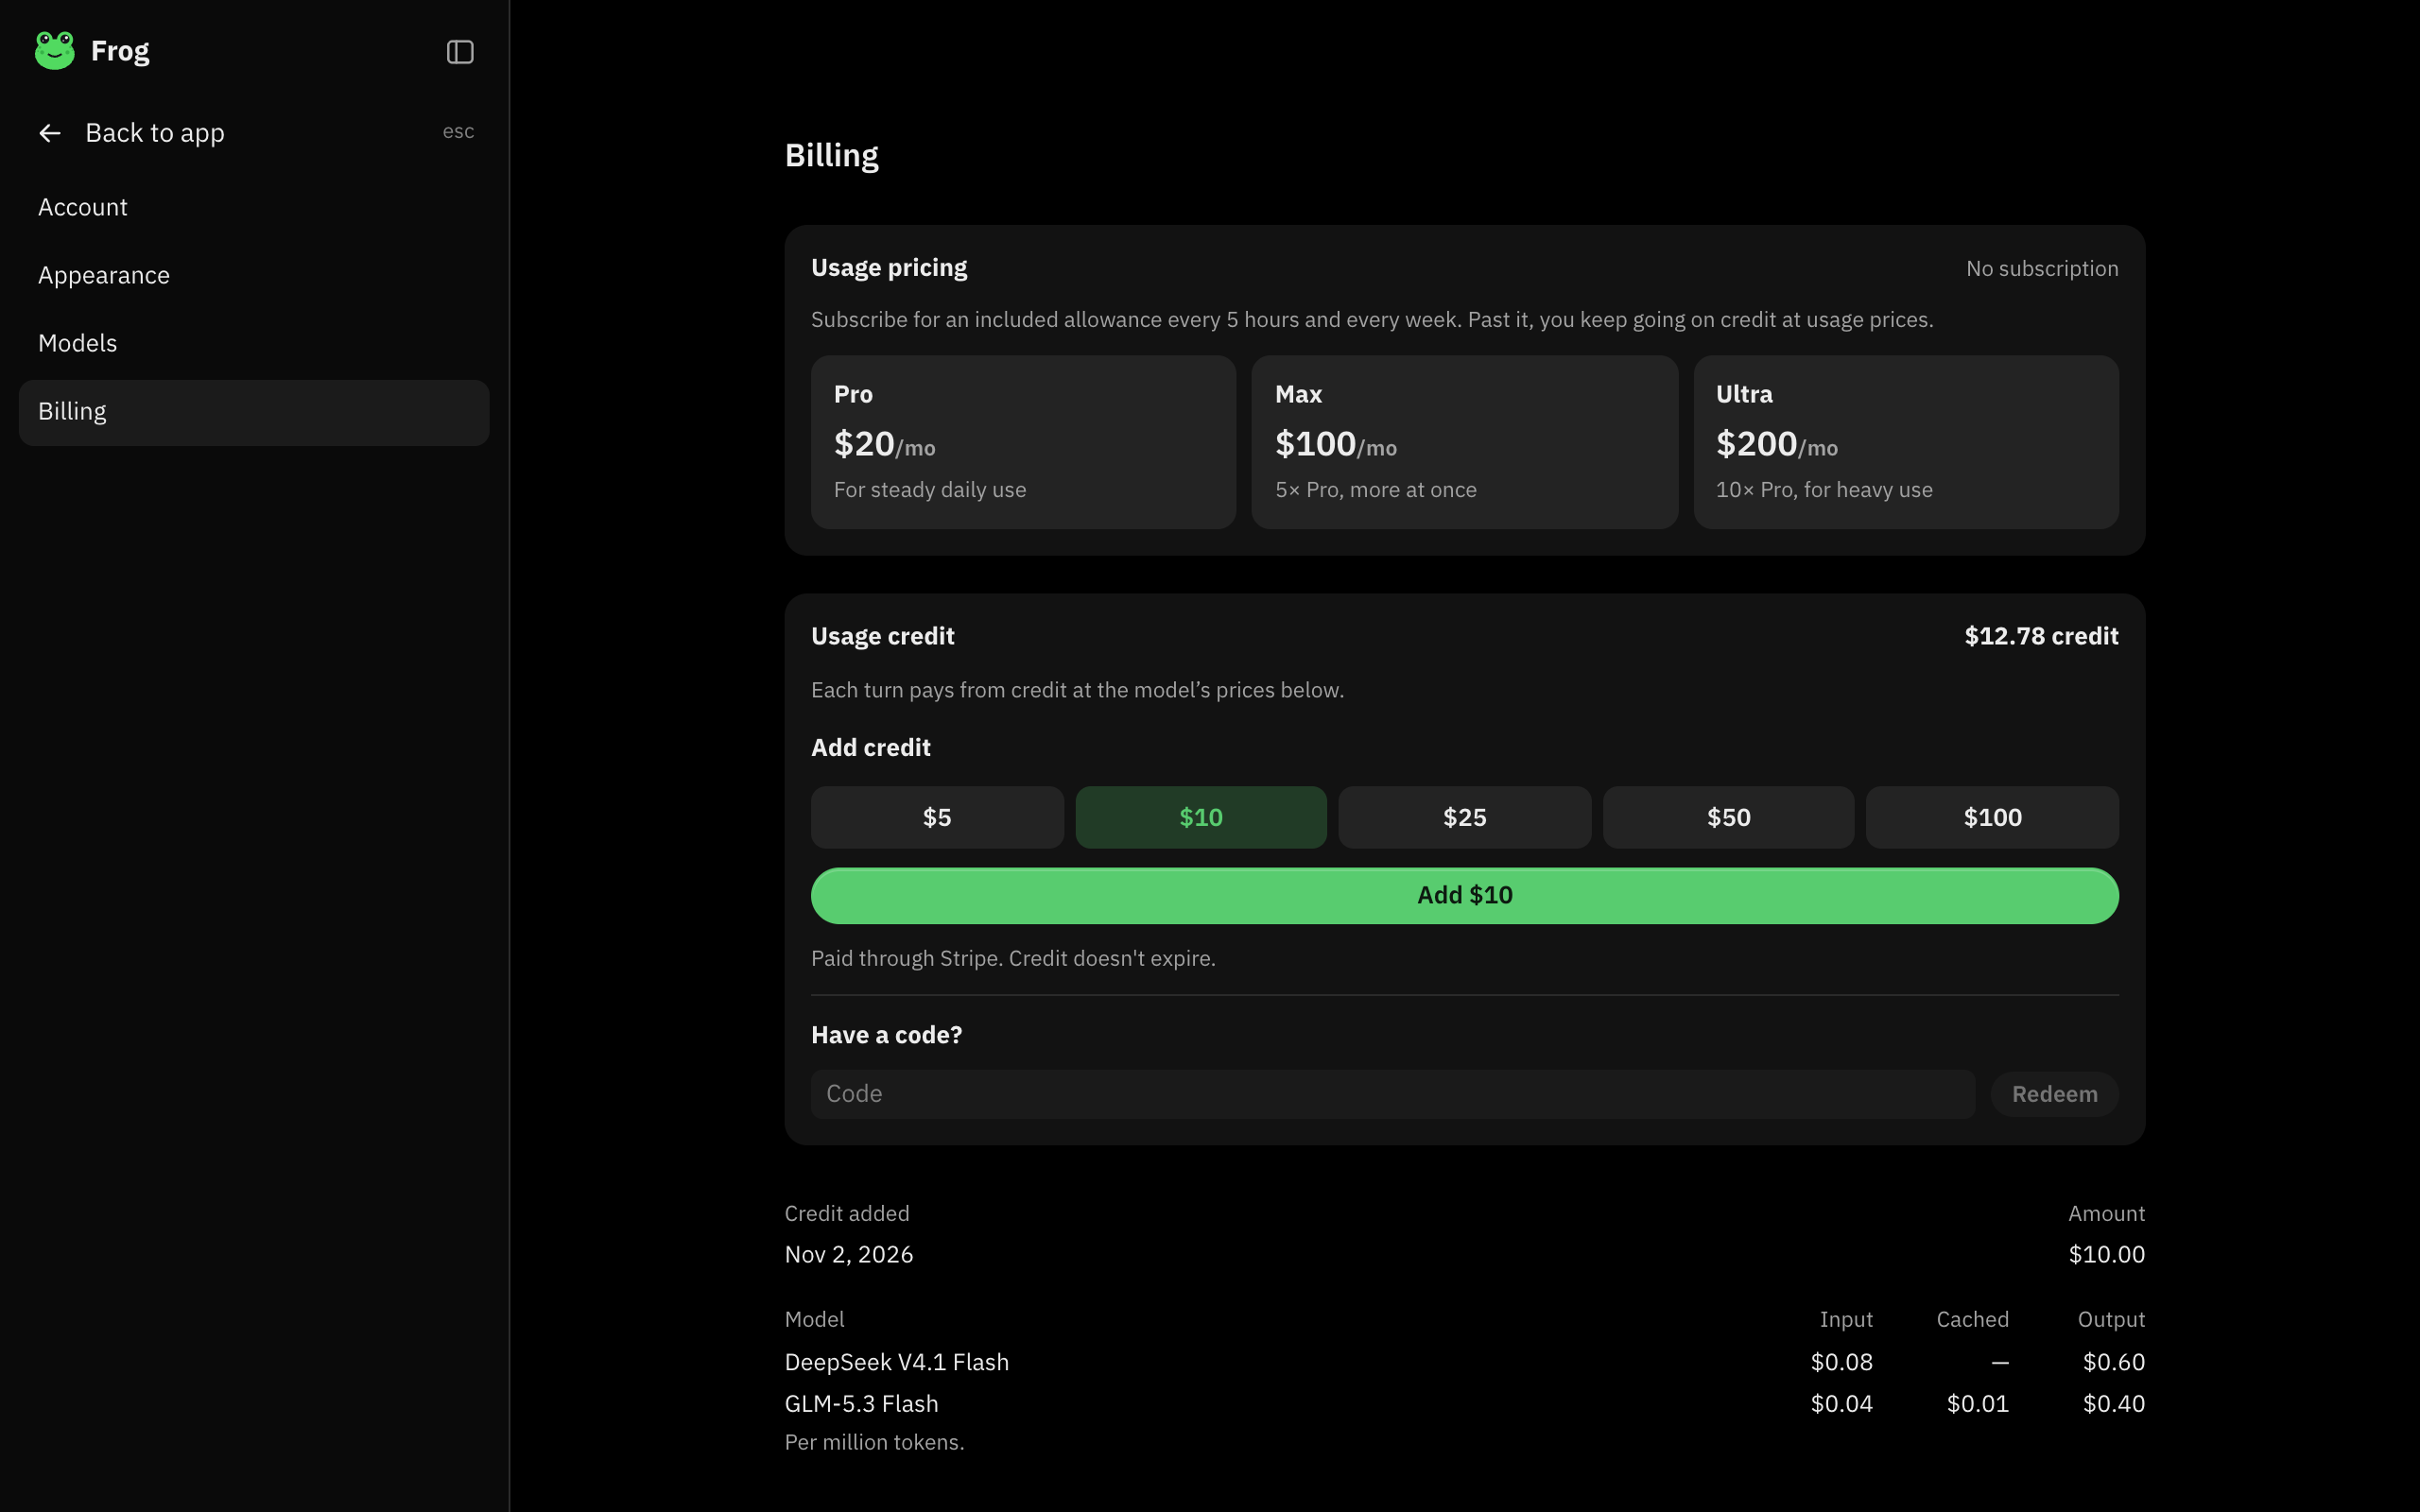 Frog
Back to app esc
Account
Appearance
Models
Billing
Billing
Usage pricing No subscription
Subscribe for an included allowance every 5 hours and every week. Past it, you keep going on credit at usage prices.
Pro Max Ultra
$20/mo $100/mo $200/mo
For steady daily use 5× Pro, more at once 10× Pro, for heavy use
Usage credit $12.78 credit
Each turn pays from credit at the model’s prices below.
Add credit
$5 $10 $25 $50 $100
Add $10
Paid through Stripe. Credit doesn't expire.
Have a code?
Code Redeem
Credit added Amount
Nov 2, 2026 $10.00
Model Input Cached Output
DeepSeek V4.1 Flash $0.08 — $0.60
GLM-5.3 Flash $0.04 $0.01 $0.40
Per million tokens.